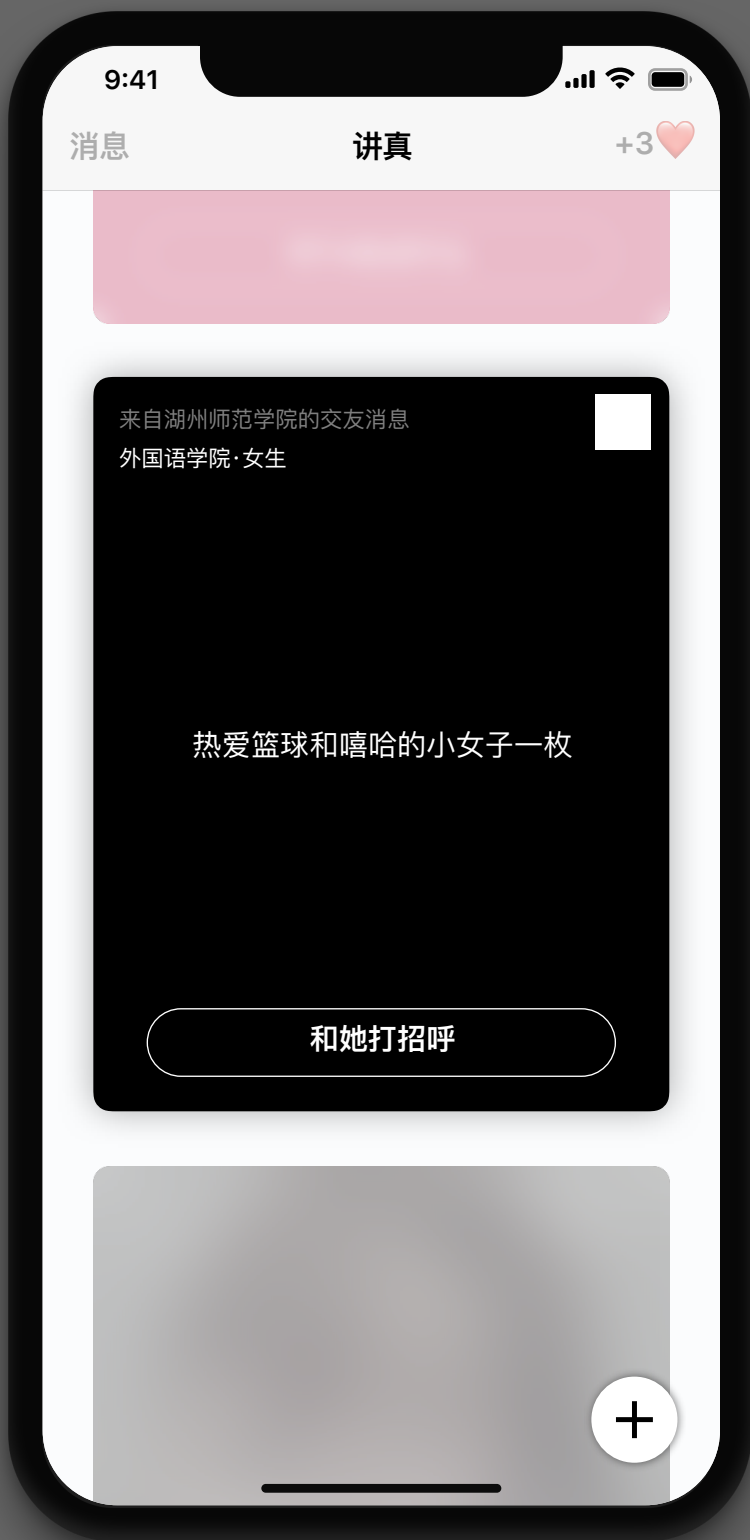 9:41
消息
讲真
+3🩷
来自湖州师范学院的交友消息
外国语学院·女生
热爱篮球和嘻哈的小女子一枚
和她打招呼